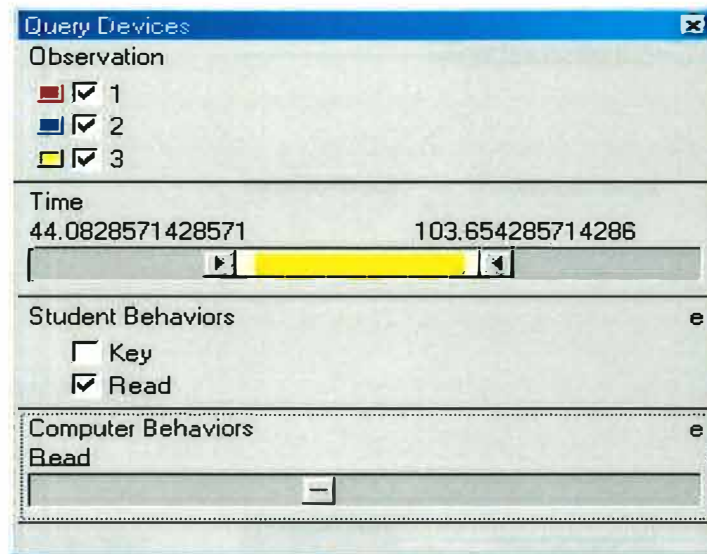 Query Devices
Observation
1
2
3
Time
44.0828571428571 103.654285714286
Student Behaviors e
Key
Read
Computer Behaviors e
Read